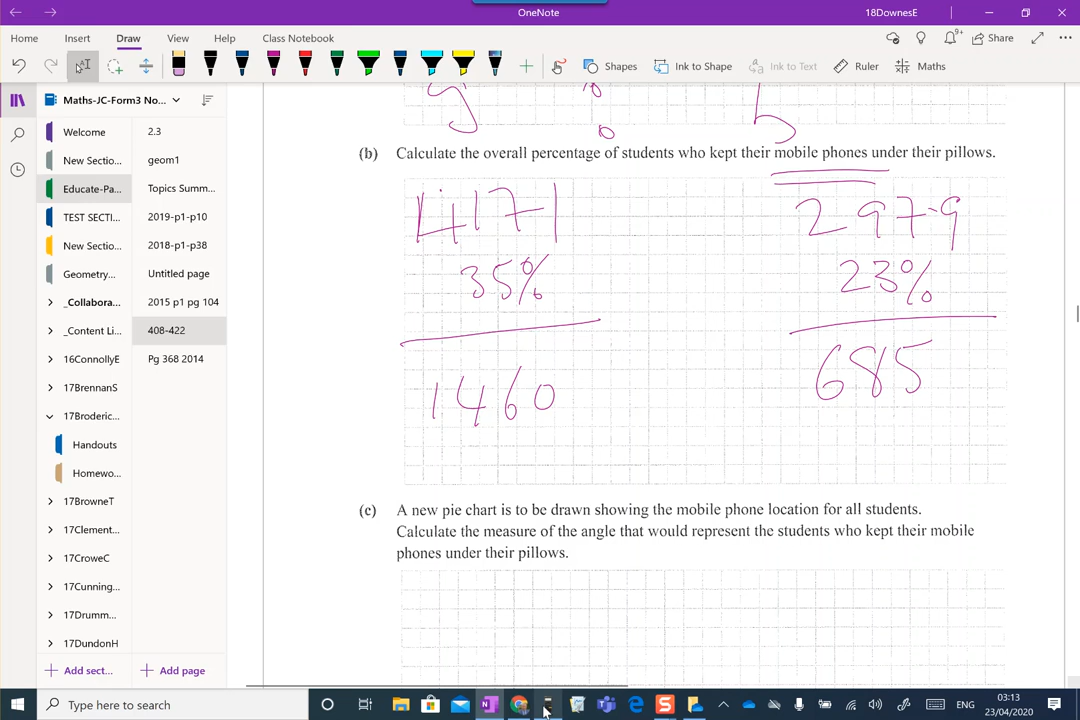 OneNote
18DownesE
Home Insert Draw View Help Class Notebook
9+ Share
Shapes Ink to Shape Ink to Text Ruler Maths
Maths-JC-Form3 No...
Welcome
New Sectio...
Educate-Pa...
TEST SECTI...
New Sectio...
Geometry...
_Collabora...
_Content Li...
16ConnollyE
17BrennanS
17Broderic...
Handouts
Homewo...
17BrowneT
17Clement...
17CroweC
17Cunning...
17Drumm...
17DundonH
Add sect...
2.3
geom1
Topics Summ...
2019-p1-p10
2018-p1-p38
Untitled page
2015 p1 pg 104
408-422
Pg 368 2014
Add page
(b) Calculate the overall percentage of students who kept their mobile phones under their pillows.
4171
2979
35%
23%
1460
685
(c) A new pie chart is to be drawn showing the mobile phone location for all students.
Calculate the measure of the angle that would represent the students who kept their mobile
phones under their pillows.
Type here to search
ENG
03:13
23/04/2020